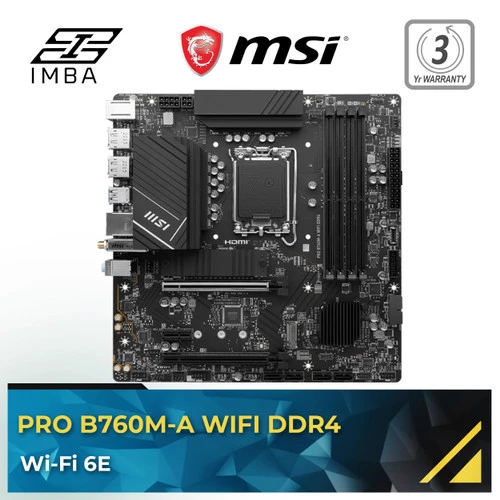 IMBA
msi
3
Yr WARRANTY
msi
HDMI
PRO B760M-A WIFI DDR4
Wi-Fi 6E